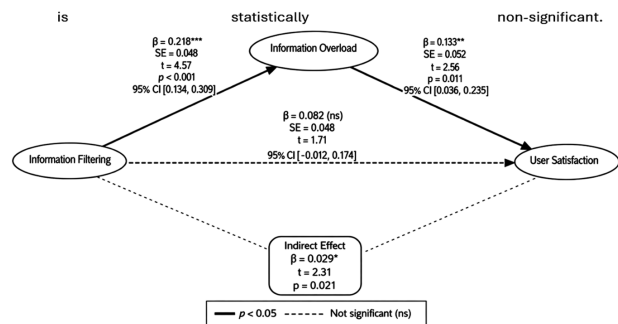 is statistically non-significant.
Information Overload
β = 0.218***
SE = 0.048
t = 4.57
p < 0.001
95% CI [0.134, 0.309]
β = 0.133**
SE = 0.052
t = 2.56
p = 0.011
95% CI [0.036, 0.235]
β = 0.082 (ns)
SE = 0.048
t = 1.71
95% CI [-0.012, 0.174]
Information Filtering
User Satisfaction
Indirect Effect
β = 0.029*
t = 2.31
p = 0.021
p < 0.05 Not significant (ns)